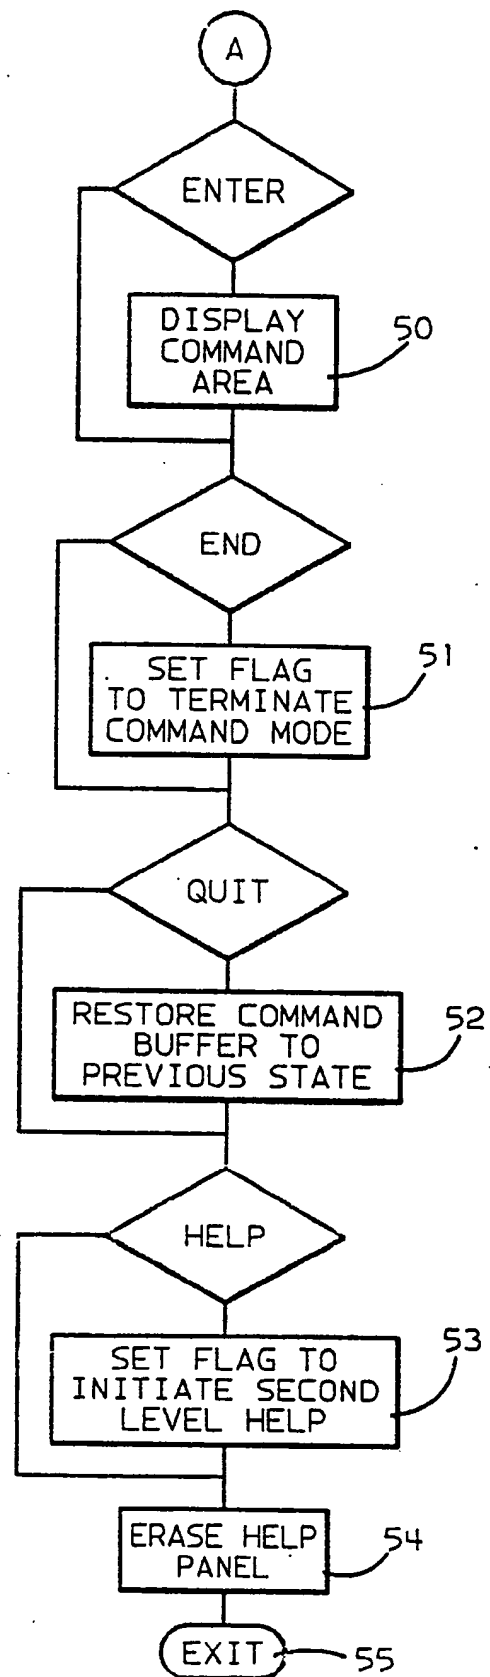 A
ENTER
DISPLAY
COMMAND
AREA
50
END
SET FLAG
TO TERMINATE
COMMAND MODE
51
QUIT
RESTORE COMMAND
BUFFER TO
PREVIOUS STATE
52
HELP
SET FLAG TO
INITIATE SECOND
LEVEL HELP
53
ERASE HELP
PANEL
54
EXIT
55